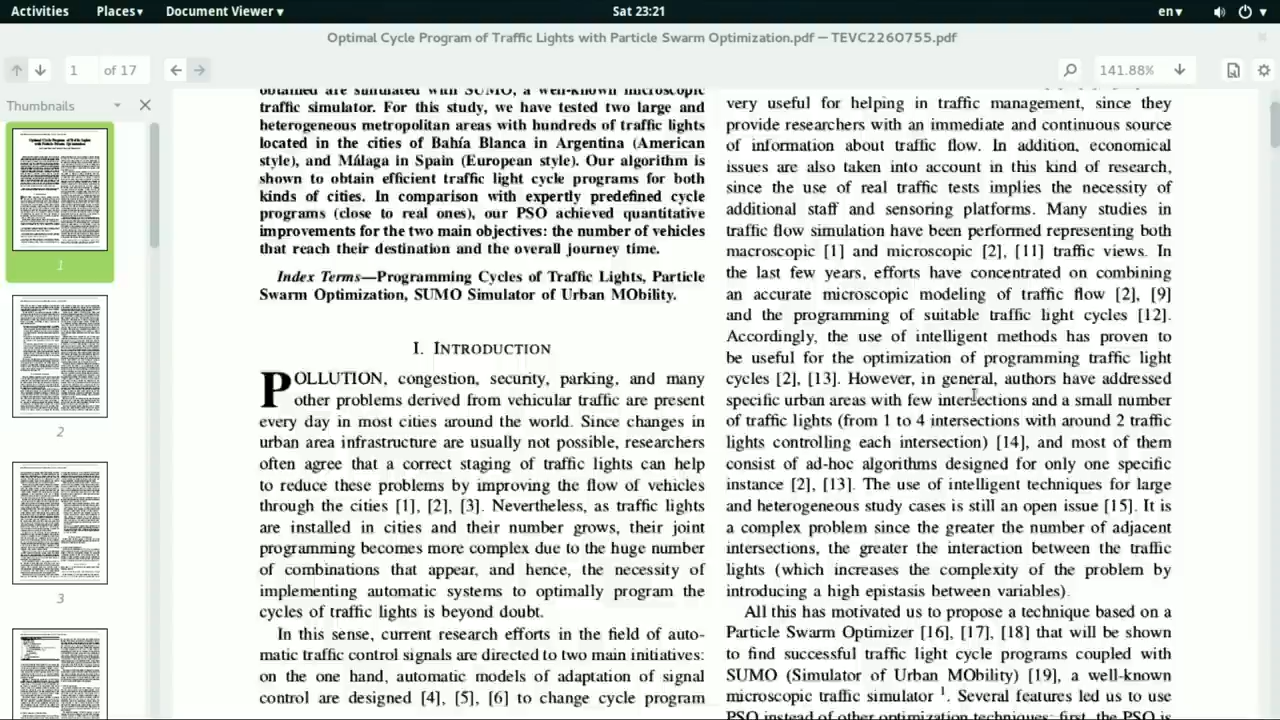 Activities Places▾ Document Viewer ▾ Sat 23:21 en▾
Optimal Cycle Program of Traffic Lights with Particle Swarm Optimization.pdf — TEVC2260755.pdf
1 of 17 141.88%
Thumbnails
1
2
3
obtained are simulated with SUMO, a well-known microscopic
traffic simulator. For this study, we have tested two large and
heterogeneous metropolitan areas with hundreds of traffic lights
located in the cities of Bahía Blanca in Argentina (American
style), and Málaga in Spain (European style). Our algorithm is
shown to obtain efficient traffic light cycle programs for both
kinds of cities. In comparison with expertly predefined cycle
programs (close to real ones), our PSO achieved quantitative
improvements for the two main objectives: the number of vehicles
that reach their destination and the overall journey time.
Index Terms—Programming Cycles of Traffic Lights, Particle
Swarm Optimization, SUMO Simulator of Urban MObility.
I. INTRODUCTION
POLLUTION, congestion, security, parking, and many
other problems derived from vehicular traffic are present
every day in most cities around the world. Since changes in
urban area infrastructure are usually not possible, researchers
often agree that a correct staging of traffic lights can help
to reduce these problems by improving the flow of vehicles
through the cities [1], [2], [3]. Nevertheless, as traffic lights
are installed in cities and their number grows, their joint
programming becomes more complex due to the huge number
of combinations that appear, and hence, the necessity of
implementing automatic systems to optimally program the
cycles of traffic lights is beyond doubt.
In this sense, current research efforts in the field of auto-
matic traffic control signals are directed to two main initiatives:
on the one hand, automatic models of adaptation of signal
control are designed [4], [5], [6] to change cycle program
very useful for helping in traffic management, since they
provide researchers with an immediate and continuous source
of information about traffic flow. In addition, economical
issues are also taken into account in this kind of research,
since the use of real traffic tests implies the necessity of
additional staff and sensoring platforms. Many studies in
traffic flow simulation have been performed representing both
macroscopic [1] and microscopic [2], [11] traffic views. In
the last few years, efforts have concentrated on combining
an accurate microscopic modeling of traffic flow [2], [9]
and the programming of suitable traffic light cycles [12].
Accordingly, the use of intelligent methods has proven to
be useful for the optimization of programming traffic light
cycles [2], [13]. However, in general, authors have addressed
specific urban areas with few intersections and a small number
of traffic lights (from 1 to 4 intersections with around 2 traffic
lights controlling each intersection) [14], and most of them
consist of ad-hoc algorithms designed for only one specific
instance [2], [13]. The use of intelligent techniques for large
and heterogeneous study cases is still an open issue [15]. It is
a complex problem since the greater the number of adjacent
intersections, the greater the interaction between the traffic
lights (which increases the complexity of the problem by
introducing a high epistasis between variables).
All this has motivated us to propose a technique based on a
Particle Swarm Optimizer [16], [17], [18] that will be shown
to find successful traffic light cycle programs coupled with
SUMO (Simulator of Urban MObility) [19], a well-known
microscopic traffic simulator. Several features led us to use
PSO instead of other optimization techniques: first, the PSO is